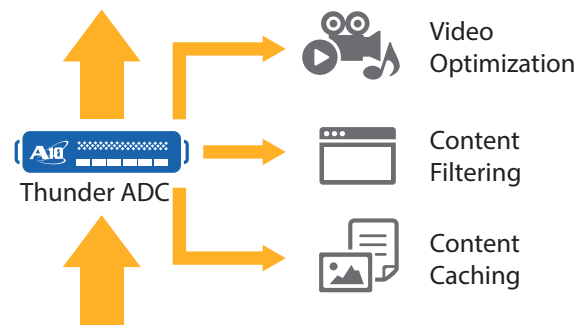 Video
Optimization
A10
Thunder ADC
Content
Filtering
Content
Caching